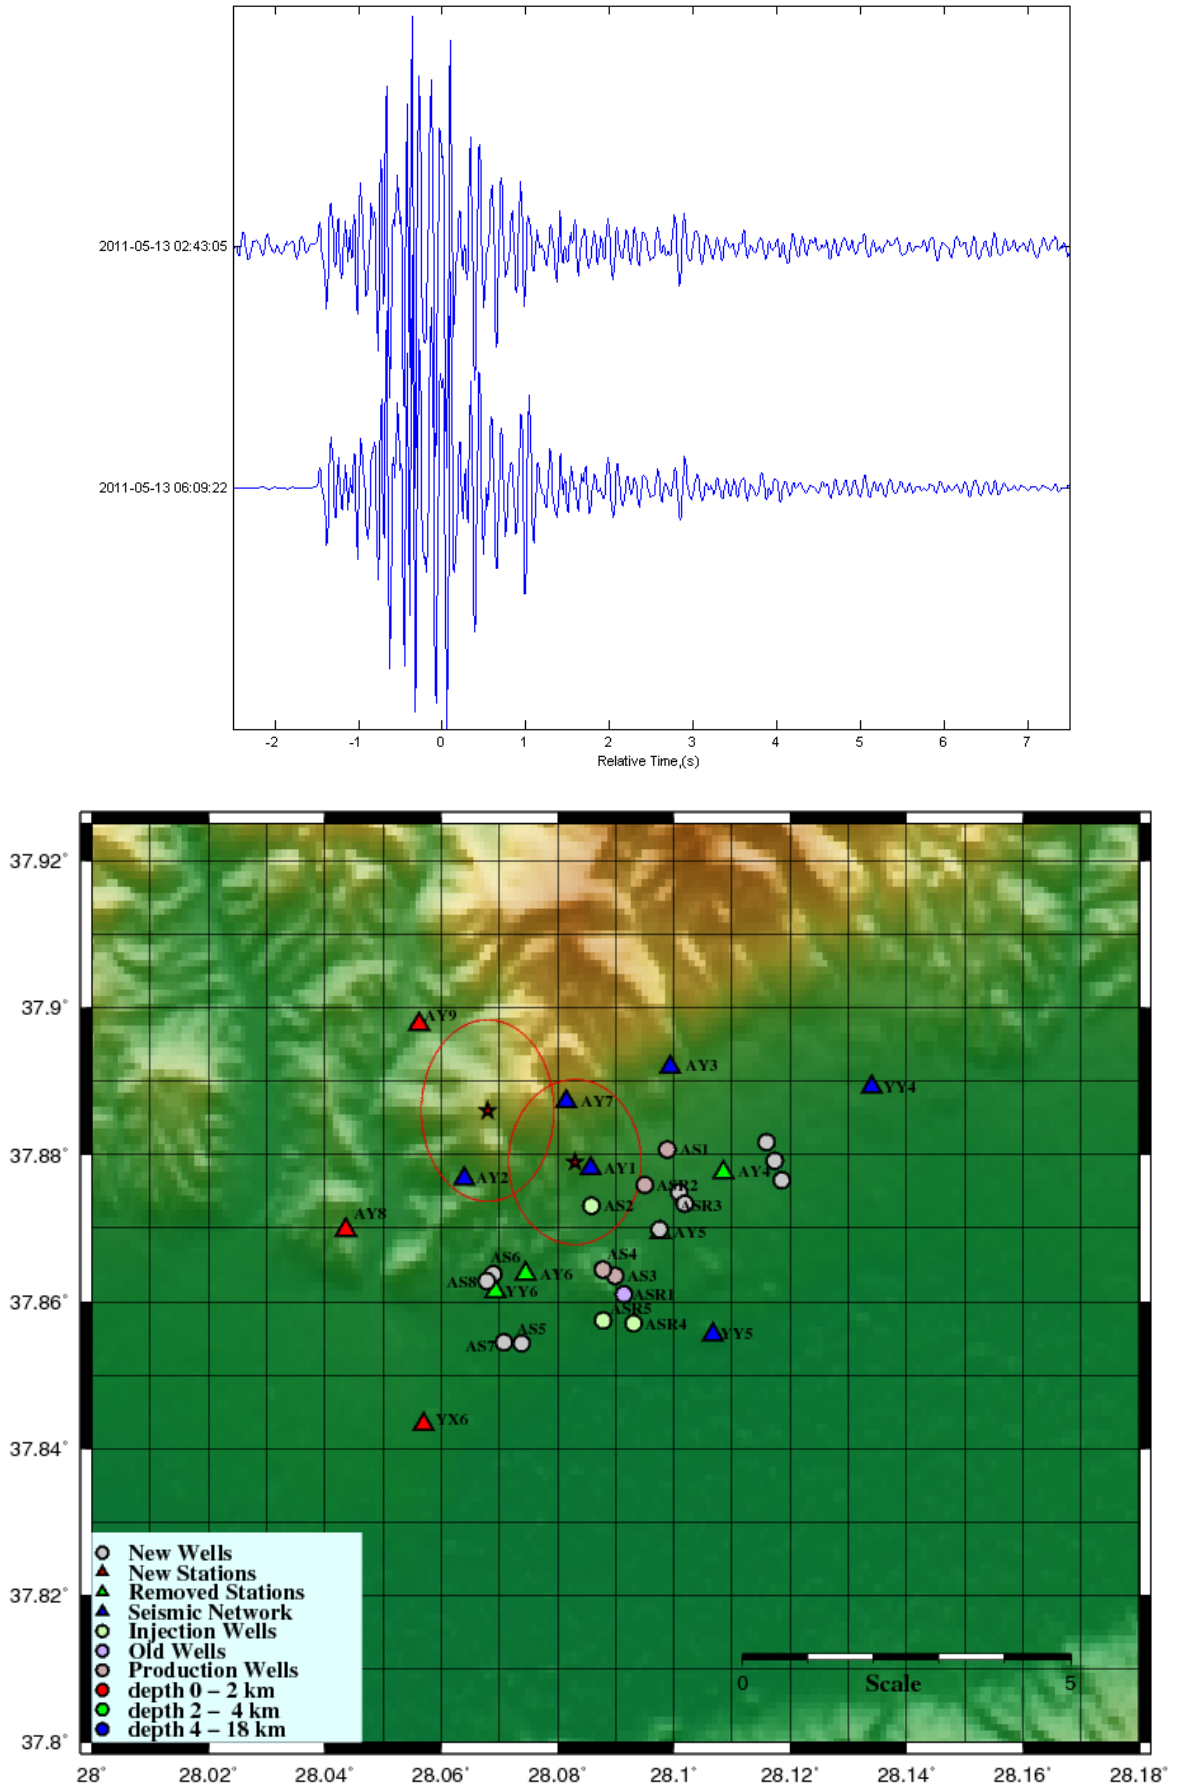 2011-05-13 02:43:05
2011-05-13 06:09:22
-2 -1 0 1 2 3 4 5 6 7
Relative Time,(s)
37.92°
37.9°
37.88°
37.86°
37.84°
37.82°
37.8°
AY9
AY3
YY4
AY7
AS1
AY2
AY1
AY4
ASR2
AS2
ASR3
AY8
AY5
AS6
AS4
AY6
AS3
AS8
YY6
ASR1
ASR5
ASR4
AS5
YY5
AS7
YX6
New Wells
New Stations
Removed Stations
Seismic Network
Injection Wells
Old Wells
Production Wells
depth 0 – 2 km
depth 2 – 4 km
depth 4 – 18 km
0 5
Scale
28° 28.02° 28.04° 28.06° 28.08° 28.1° 28.12° 28.14° 28.16° 28.18°